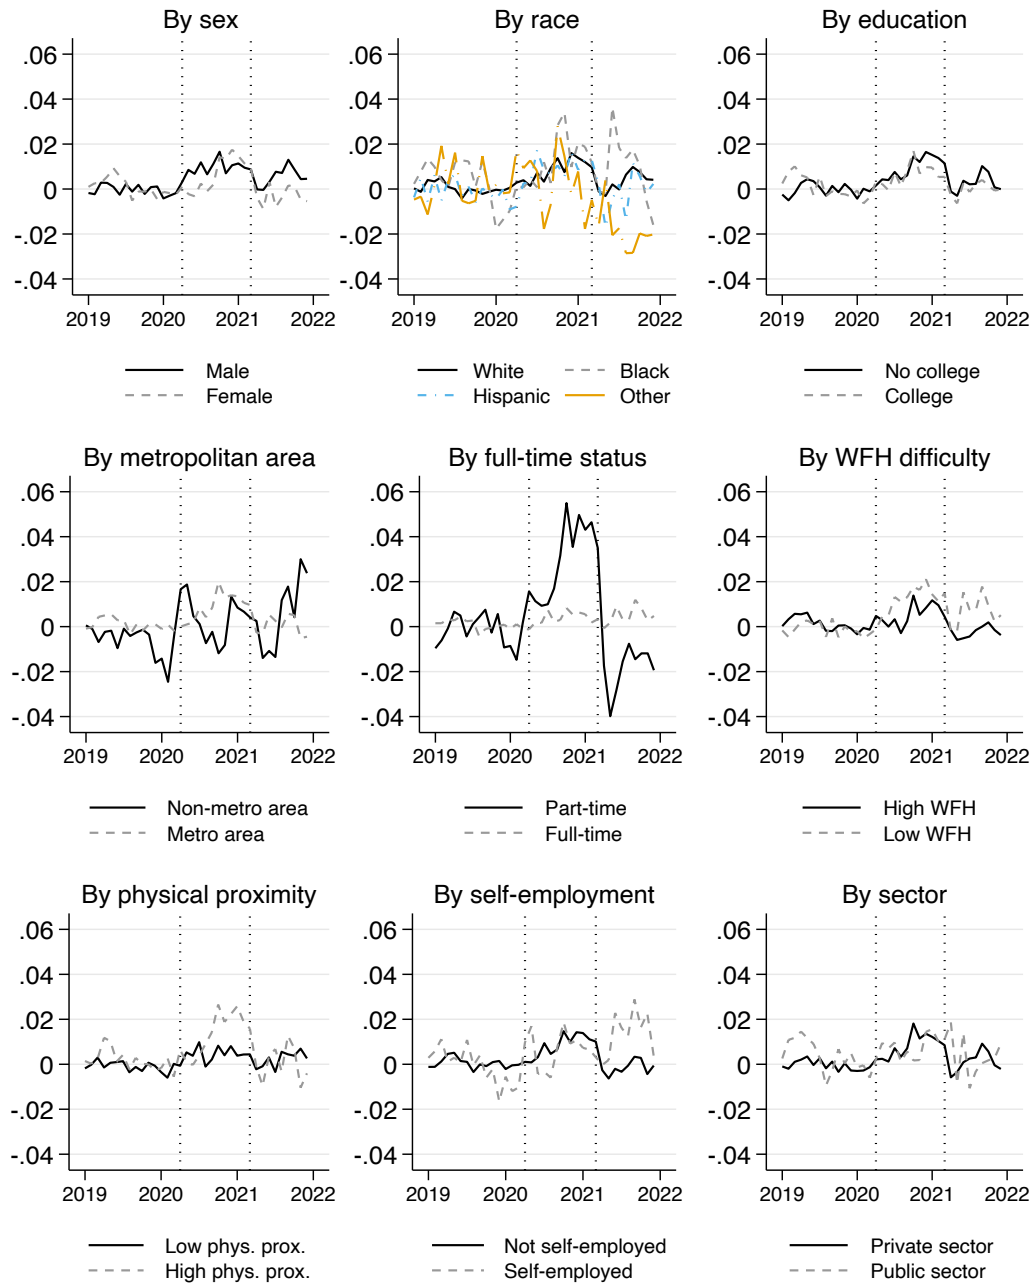 By sex
.06
.04
.02
0
-.02
-.04
2019 2020 2021 2022
Male
Female
By race
.06
.04
.02
0
-.02
-.04
2019 2020 2021 2022
White Black
Hispanic Other
By education
.06
.04
.02
0
-.02
-.04
2019 2020 2021 2022
No college
College
By metropolitan area
.06
.04
.02
0
-.02
-.04
2019 2020 2021 2022
Non-metro area
Metro area
By full-time status
.06
.04
.02
0
-.02
-.04
2019 2020 2021 2022
Part-time
Full-time
By WFH difficulty
.06
.04
.02
0
-.02
-.04
2019 2020 2021 2022
High WFH
Low WFH
By physical proximity
.06
.04
.02
0
-.02
-.04
2019 2020 2021 2022
Low phys. prox.
High phys. prox.
By self-employment
.06
.04
.02
0
-.02
-.04
2019 2020 2021 2022
Not self-employed
Self-employed
By sector
.06
.04
.02
0
-.02
-.04
2019 2020 2021 2022
Private sector
Public sector